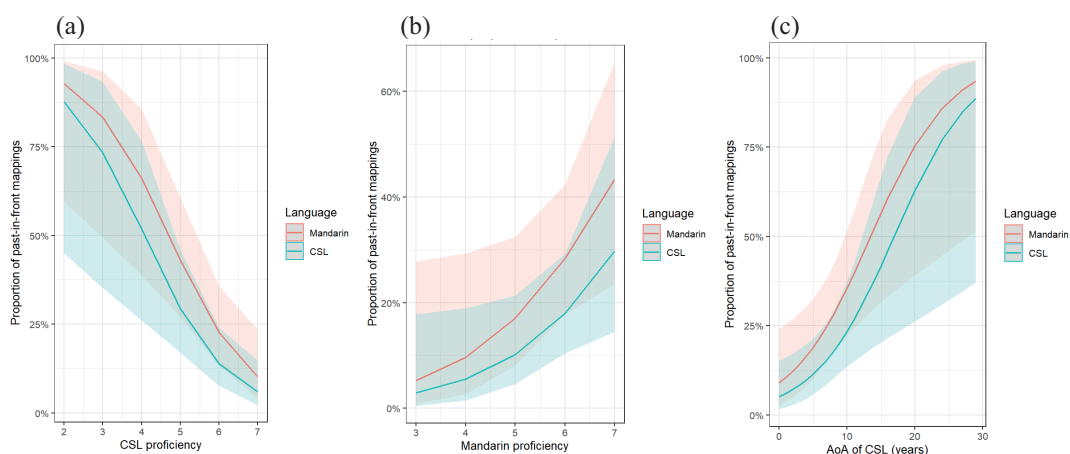 (a)
Proportion of past-in-front mappings
100%
75%
50%
25%
0%
2 3 4 5 6 7
CSL proficiency
Language
Mandarin
CSL
(b)
Proportion of past-in-front mappings
60%
40%
20%
0%
3 4 5 6 7
Mandarin proficiency
Language
Mandarin
CSL
(c)
Proportion of past-in-front mappings
100%
75%
50%
25%
0%
0 10 20 30
AoA of CSL (years)
Language
Mandarin
CSL